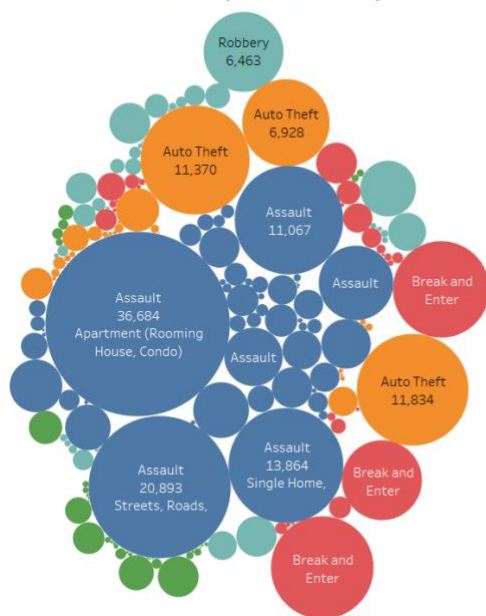 Robbery
6,463
Auto Theft
6,928
Auto Theft
11,370
Assault
11,067
Assault
Break and
Enter
Assault
36,684
Apartment (Rooming
House, Condo)
Assault
Auto Theft
11,834
Assault
20,893
Streets, Roads,
Assault
13,864
Single Home,
Break and
Enter
Break and
Enter